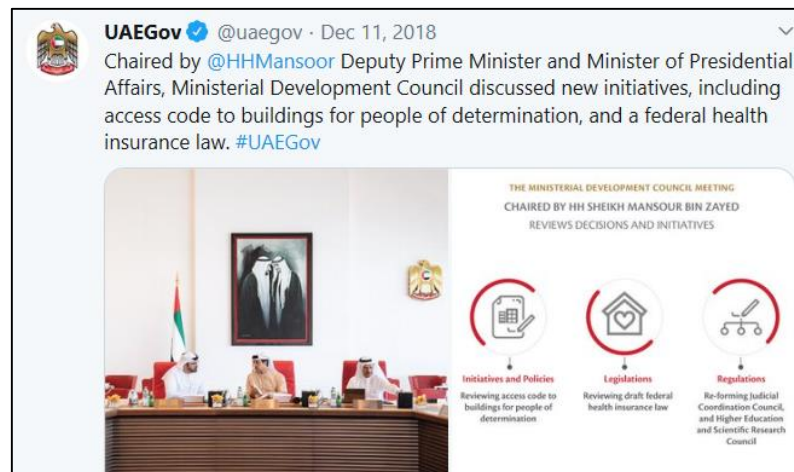 UAEGov @uaegov · Dec 11, 2018
Chaired by @HHMansoor Deputy Prime Minister and Minister of Presidential
Affairs, Ministerial Development Council discussed new initiatives, including
access code to buildings for people of determination, and a federal health
insurance law. #UAEGov
THE MINISTERIAL DEVELOPMENT COUNCIL MEETING
CHAIRED BY HH SHEIKH MANSOUR BIN ZAYED
REVIEWS DECISIONS AND INITIATIVES
Initiatives and Policies
Reviewing access code to
buildings for people of
determination
Legislations
Reviewing draft federal
health insurance law
Regulations
Re-forming Judicial
Coordination Council,
and Higher Education
and Scientific Research
Council